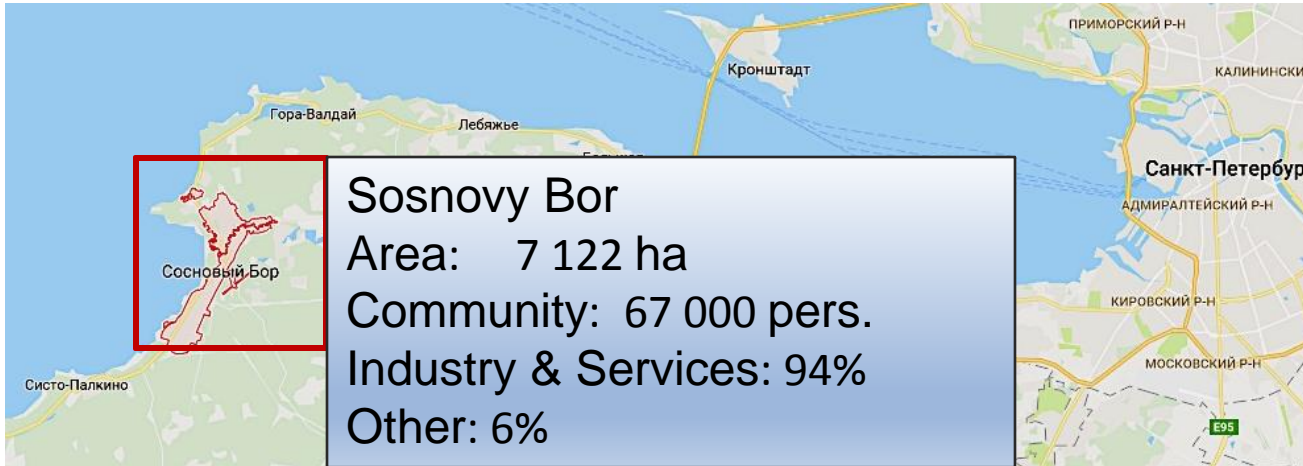 ПРИМОРСКИЙ Р-Н
Кронштадт
КАЛИНИНСКИ
Гора-Валдай
Лебяжье
Санкт-Петербур
АДМИРАЛТЕЙСКИЙ Р-Н
Sosnovy Bor
Area: 7 122 ha
Community: 67 000 pers.
Industry & Services: 94%
Other: 6%
Сосновый Бор
КИРОВСКИЙ Р-Н
МОСКОВСКИЙ Р-Н
Систо-Палкино
E95